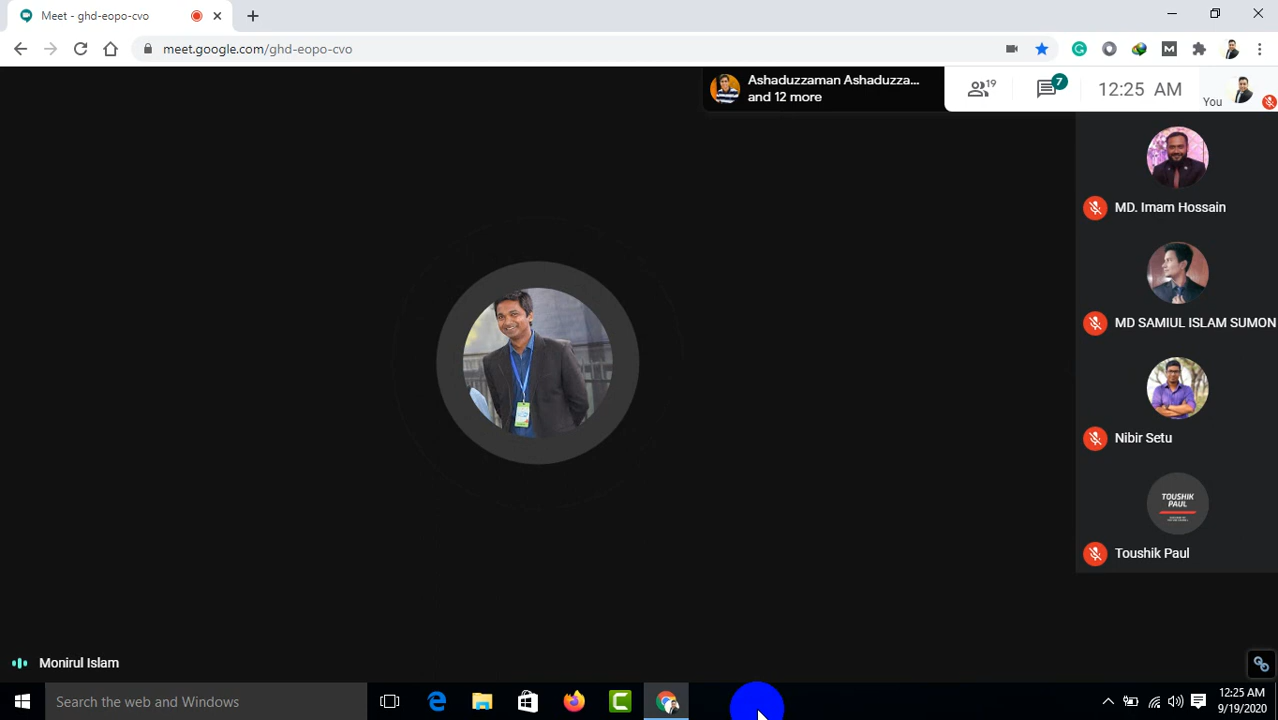 Meet - ghd-eopo-cvo
meet.google.com/ghd-eopo-cvo
Ashaduzzaman Ashaduzza...
and 12 more
19
7
12:25 AM
You
MD. Imam Hossain
MD SAMIUL ISLAM SUMON
Nibir Setu
TOUSHIK
PAUL
Toushik Paul
Monirul Islam
Search the web and Windows
12:25 AM
9/19/2020